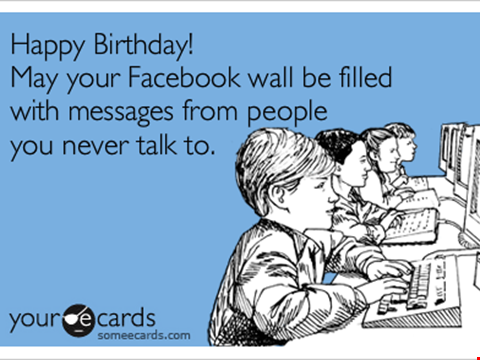 Happy Birthday!
May your Facebook wall be filled
with messages from people
you never talk to.
your e cards
someecards.com